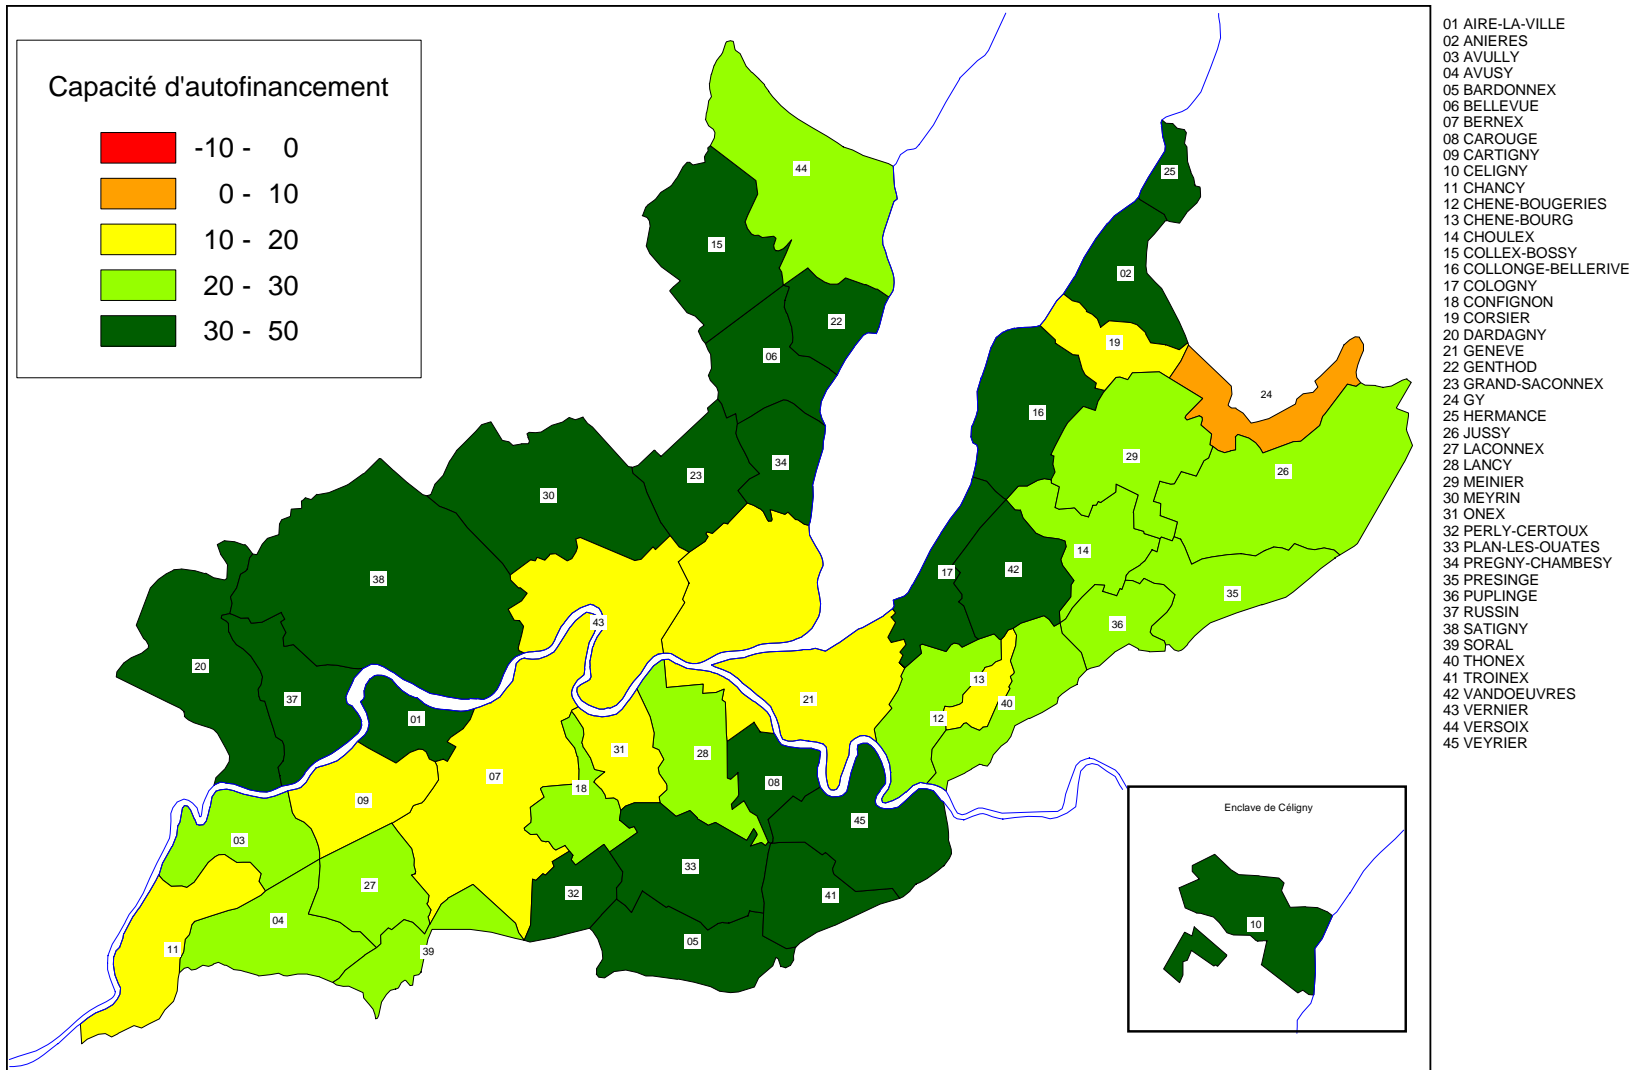 Capacité d'autofinancement
-10 - 0
0 - 10
10 - 20
20 - 30
30 - 50
01 AIRE-LA-VILLE
02 ANIERES
03 AVULLY
04 AVUSY
05 BARDONNEX
06 BELLEVUE
07 BERNEX
08 CAROUGE
09 CARTIGNY
10 CELIGNY
11 CHANCY
12 CHENE-BOUGERIES
13 CHENE-BOURG
14 CHOULEX
15 COLLEX-BOSSY
16 COLLONGE-BELLERIVE
17 COLOGNY
18 CONFIGNON
19 CORSIER
20 DARDAGNY
21 GENEVE
22 GENTHOD
23 GRAND-SACONNEX
24 GY
25 HERMANCE
26 JUSSY
27 LACONNEX
28 LANCY
29 MEINIER
30 MEYRIN
31 ONEX
32 PERLY-CERTOUX
33 PLAN-LES-OUATES
34 PREGNY-CHAMBESY
35 PRESINGE
36 PUPLINGE
37 RUSSIN
38 SATIGNY
39 SORAL
40 THONEX
41 TROINEX
42 VANDOEUVRES
43 VERNIER
44 VERSOIX
45 VEYRIER
44
25
15
02
22
19
06
24
16
29
34
26
23
30
14
42
17
38
35
36
43
20
13
37
21
40
01
12
31
28
07
08
18
09
45
03
33
27
32
41
04
05
39
11
Enclave de Céligny
10